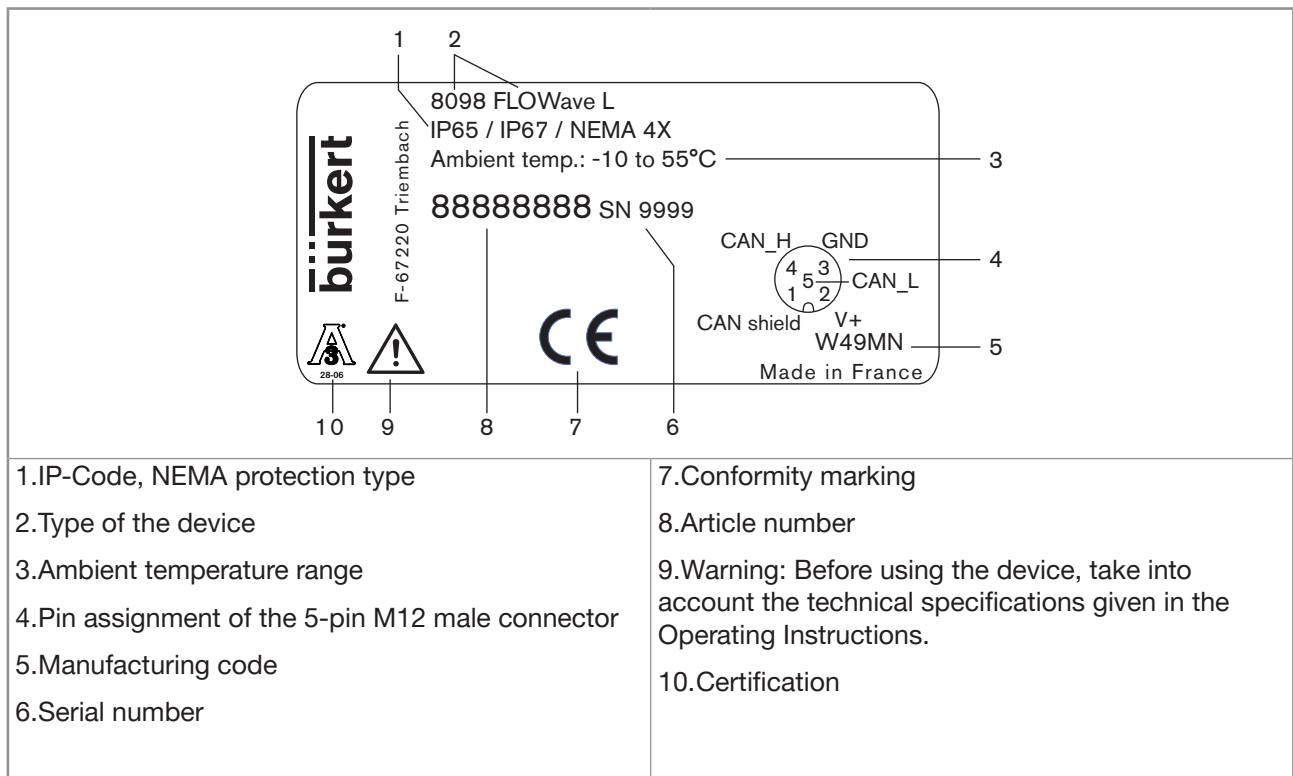 1 2
8098 FLOWave L
IP65 / IP67 / NEMA 4X
Ambient temp.: -10 to 55°C 3
88888888 SN 9999
bürkert
F-67220 Triembach
CAN_H GND
4 3 4
5 CAN_L
1 2
CAN shield V+
W49MN 5
Made in France
A
3
28-06
!
CE
10 9 8 7 6
1.IP-Code, NEMA protection type
2.Type of the device
3.Ambient temperature range
4.Pin assignment of the 5-pin M12 male connector
5.Manufacturing code
6.Serial number
7.Conformity marking
8.Article number
9.Warning: Before using the device, take into
account the technical specifications given in the
Operating Instructions.
10.Certification